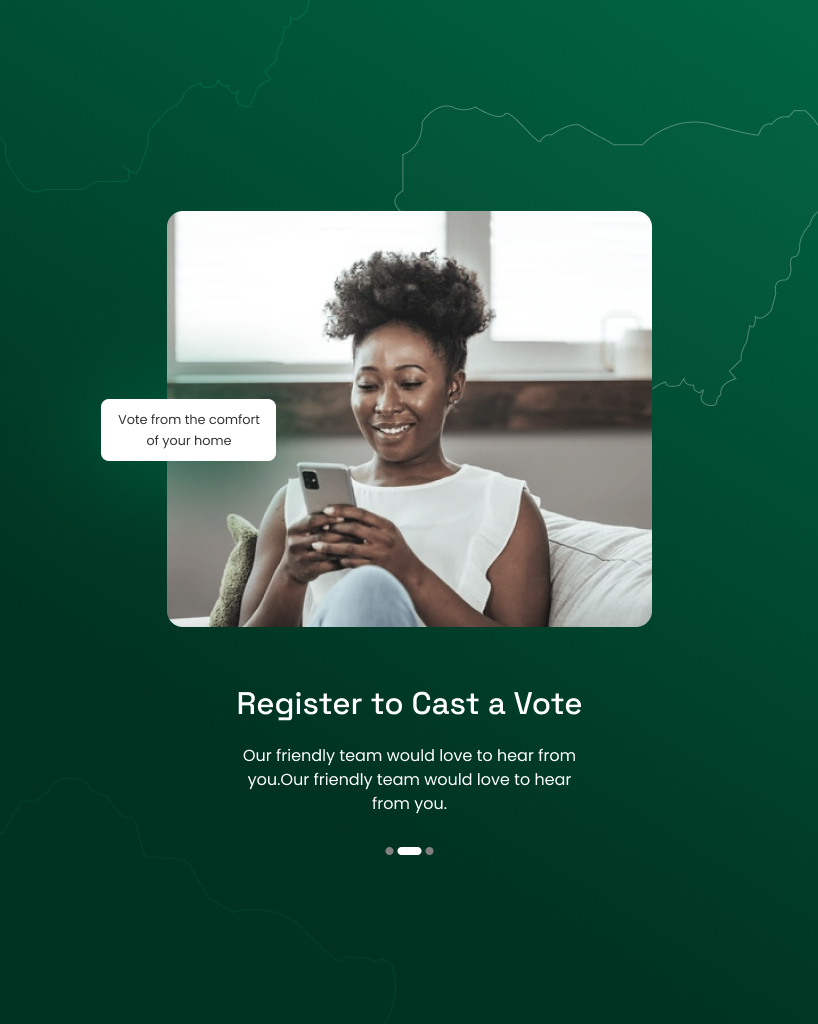 Vote from the comfort
of your home
Register to Cast a Vote
Our friendly team would love to hear from
you.Our friendly team would love to hear
from you.